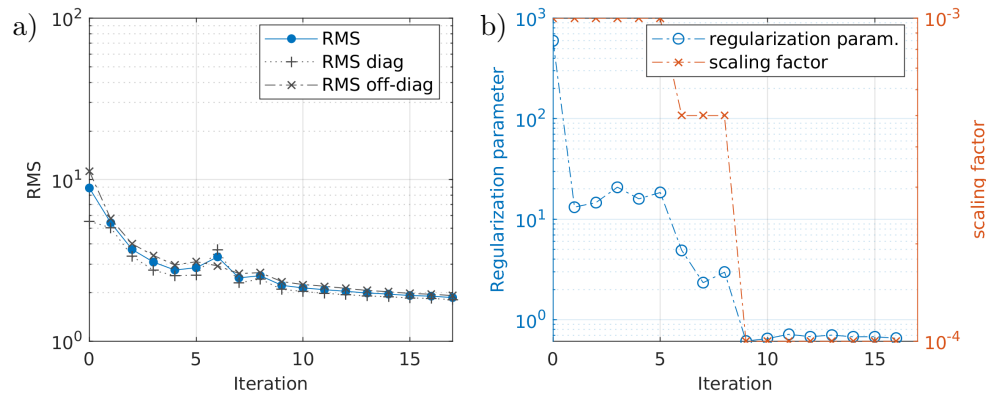 a)
10^2
10^1
10^0
RMS
RMS
RMS diag
RMS off-diag
0 5 10 15
Iteration
b)
10^3
10^2
10^1
10^0
Regularization parameter
regularization param.
scaling factor
10^-3
10^-4
scaling factor
0 5 10 15
Iteration